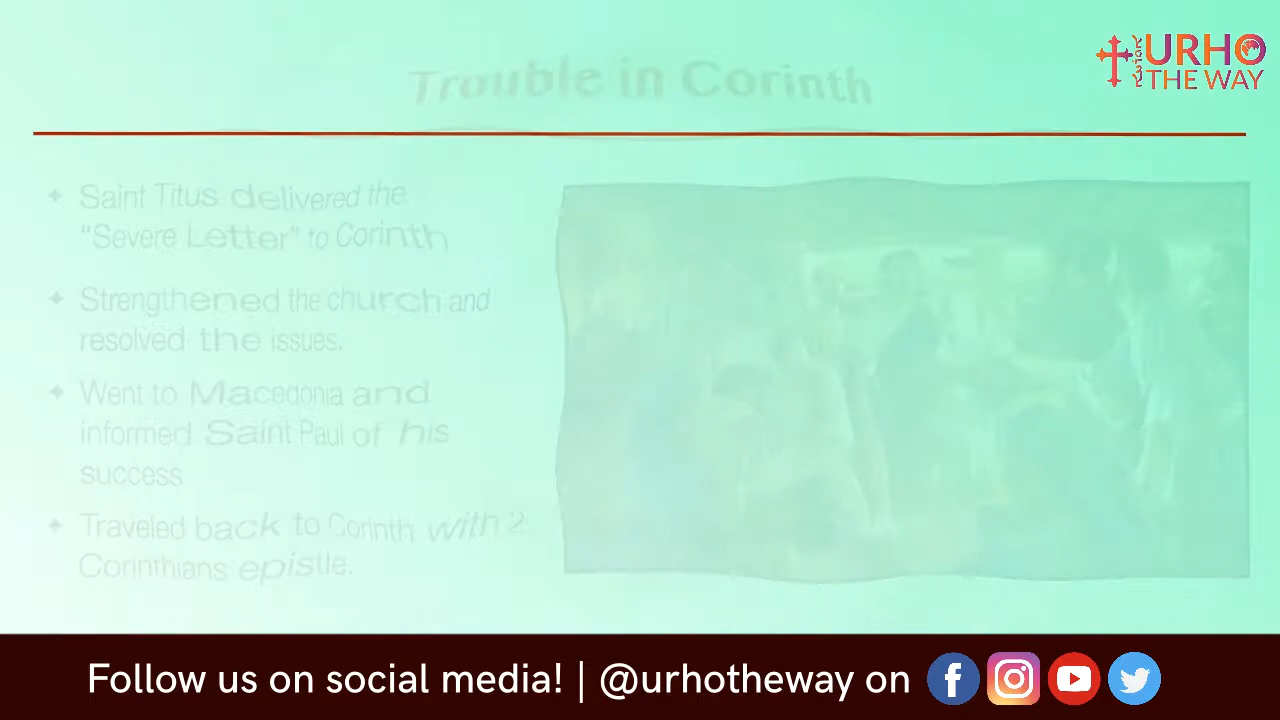 URHO
THE WAY
Trouble in Corinth
✦ Saint Titus delivered the
“Severe Letter” to Corinth
✦ Strengthened the church and
resolved the issues.
✦ Went to Macedonia and
informed Saint Paul of his
success
✦ Traveled back to Corinth with 2
Corinthians epistle.
Follow us on social media! | @urhotheway on